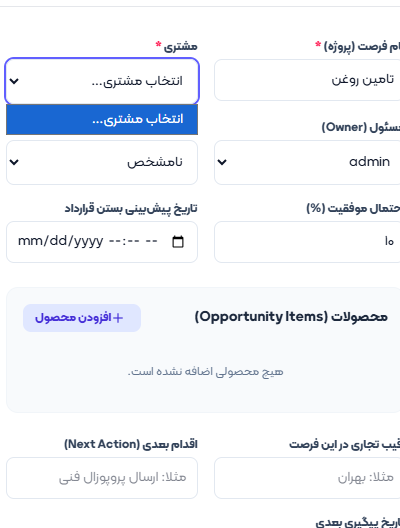 نام فرصت (پروژه) *
مشتری *
تامین روغن
انتخاب مشتری...
انتخاب مشتری...
مسئول (Owner)
admin
نامشخص
احتمال موفقیت (%)
تاریخ پیش‌بینی بستن قرارداد
۱۰
mm/dd/yyyy --:-- --
محصولات (Opportunity Items)
+ افزودن محصول
هیچ محصولی اضافه نشده است.
رقیب تجاری در این فرصت
اقدام بعدی (Next Action)
مثلا: بهران
مثلا: ارسال پروپوزال فنی
تاریخ پیگیری بعدی